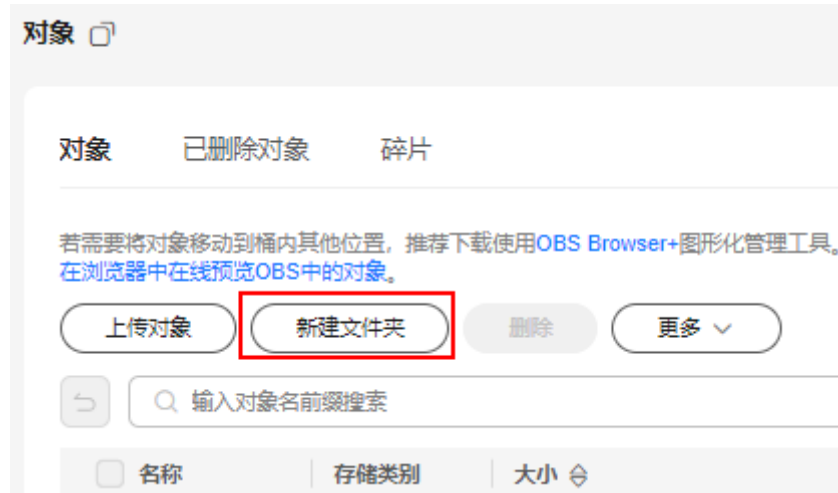 对象
对象 已删除对象 碎片
若需要将对象移动到桶内其他位置，推荐下载使用OBS Browser+图形化管理工具。
在浏览器中在线预览OBS中的对象。
上传对象 新建文件夹 删除 更多
输入对象名前缀搜索
名称 存储类别 大小